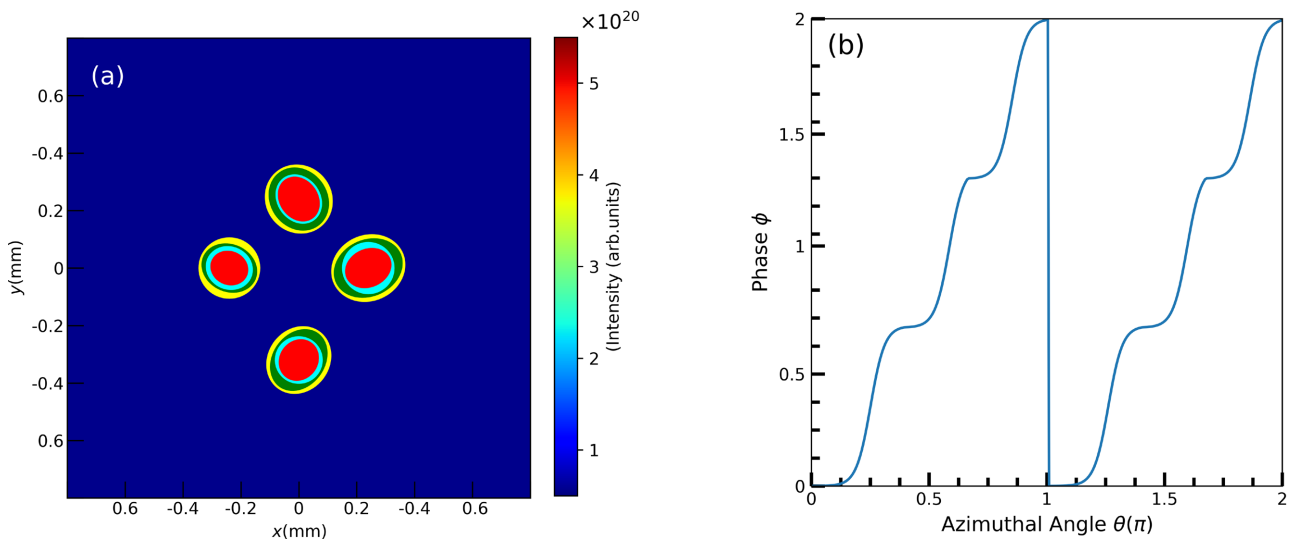 ×10²⁰
(a)
0.6
-0.4
0.2
0
-0.2
-0.4
0.6
y(mm)
0.6 -0.4 -0.2 0 -0.2 0.4 0.6
x(mm)
5
4
3
2
1
(Intensity (arb.units)
(b)
2
1.5
1
0.5
0
Phase ϕ
0 0.5 1 1.5 2
Azimuthal Angle θ(π)